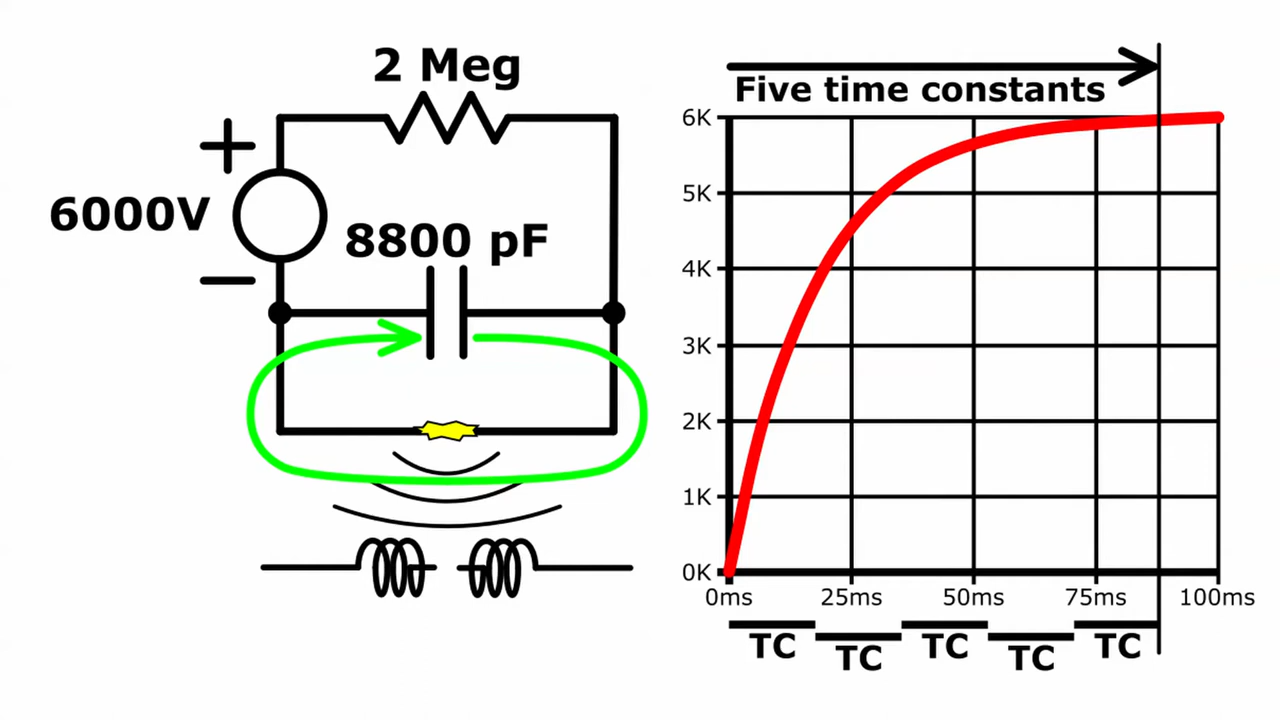 2 Meg
+
6000V
−
8800 pF
Five time constants
6K
5K
4K
3K
2K
1K
0K
0ms 25ms 50ms 75ms 100ms
TC TC TC TC TC